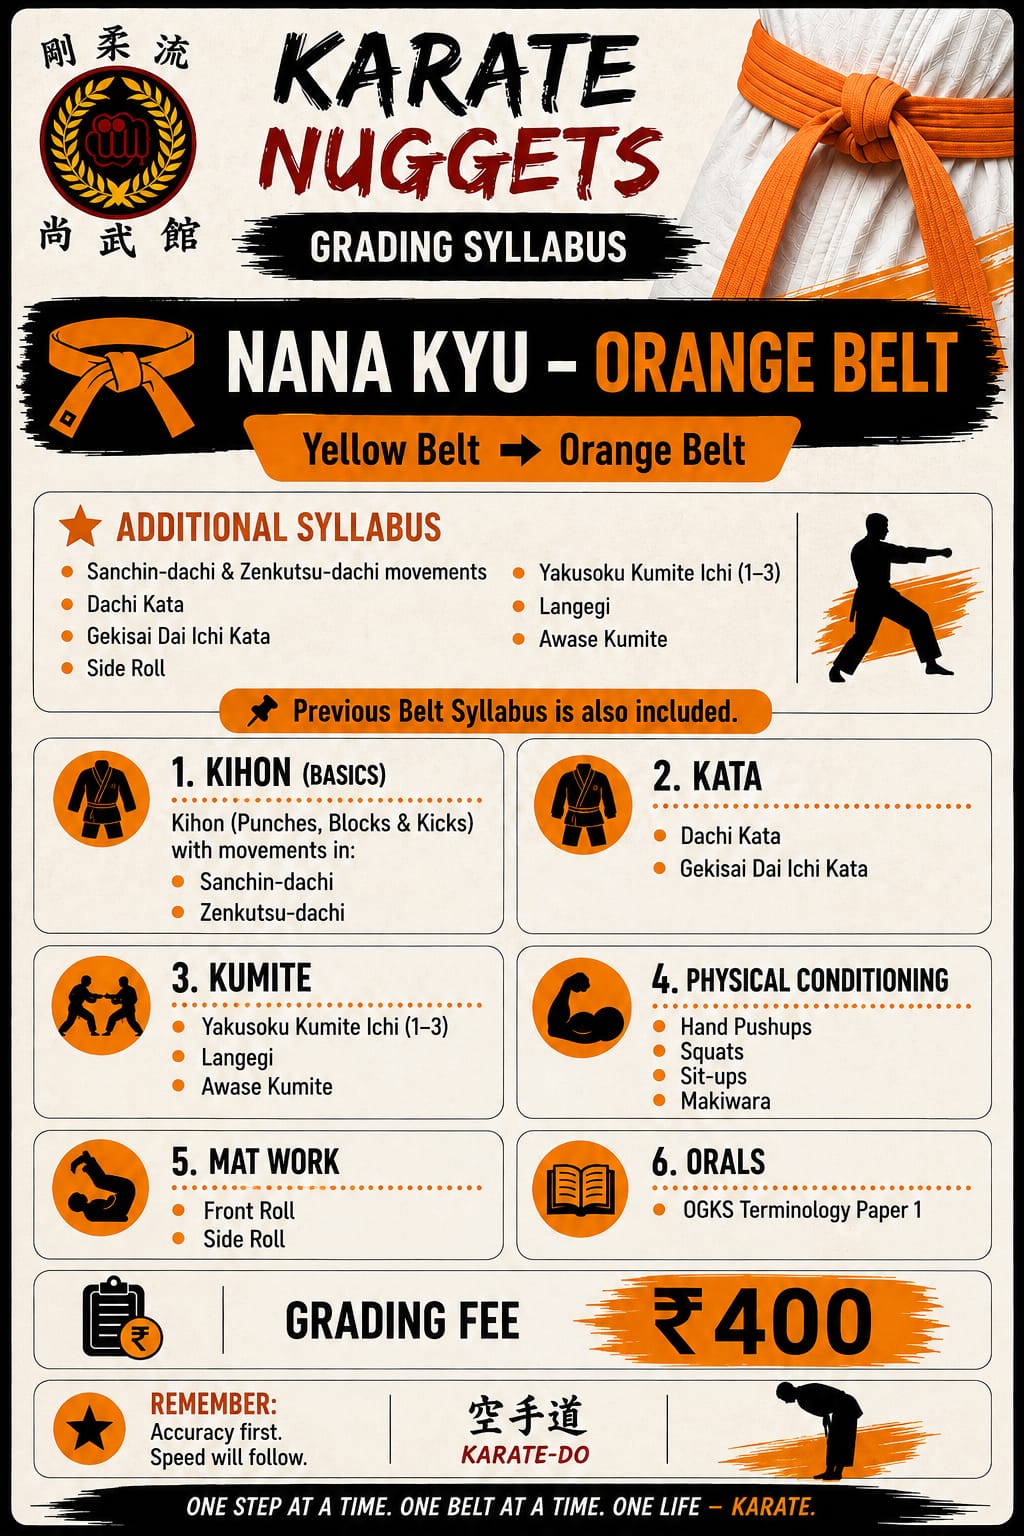 剛柔流
尚武館
KARATE
NUGGETS
GRADING SYLLABUS
NANA KYU – ORANGE BELT
Yellow Belt → Orange Belt
ADDITIONAL SYLLABUS
Sanchin-dachi & Zenkutsu-dachi movements
Dachi Kata
Gekisai Dai Ichi Kata
Side Roll
Yakusoku Kumite Ichi (1–3)
Langegi
Awase Kumite
Previous Belt Syllabus is also included.
1. KIHON (BASICS)
Kihon (Punches, Blocks & Kicks)
with movements in:
Sanchin-dachi
Zenkutsu-dachi
2. KATA
Dachi Kata
Gekisai Dai Ichi Kata
3. KUMITE
Yakusoku Kumite Ichi (1–3)
Langegi
Awase Kumite
4. PHYSICAL CONDITIONING
Hand Pushups
Squats
Sit-ups
Makiwara
5. MAT WORK
Front Roll
Side Roll
6. ORALS
OGKS Terminology Paper 1
₹
GRADING FEE
₹400
REMEMBER:
Accuracy first.
Speed will follow.
空手道
KARATE-DO
ONE STEP AT A TIME. ONE BELT AT A TIME. ONE LIFE – KARATE.